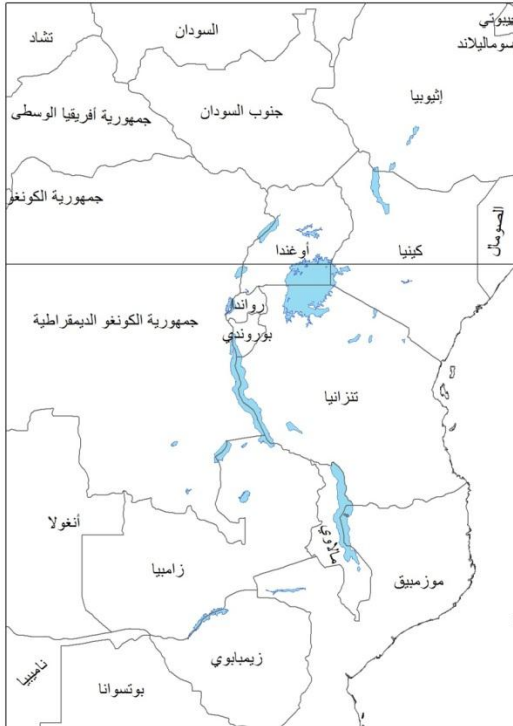 السودان
تشاد
جيبوتي
سوماليلاند
إثيوبيا
جنوب السودان
جمهورية أفريقيا الوسطى
جمهورية الكونغو
الصومال
كينيا
أوغندا
رواندا
بوروندي
جمهورية الكونغو الديمقراطية
تنزانيا
أنغولا
زامبيا
مالاوي
موزمبيق
زيمبابوي
ناميبيا
بوتسوانا